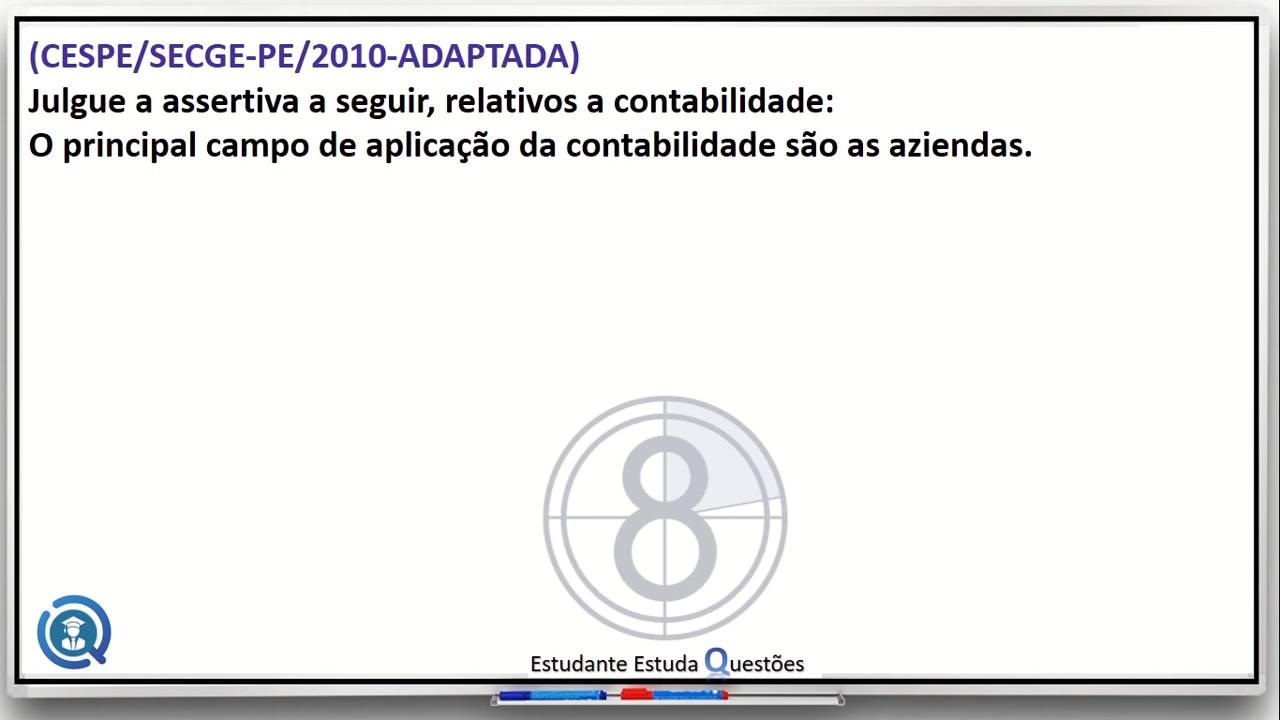 (CESPE/SECGE-PE/2010-ADAPTADA)
Julgue a assertiva a seguir, relativos a contabilidade:
O principal campo de aplicação da contabilidade são as aziendas.
8
Estudante Estuda Questões